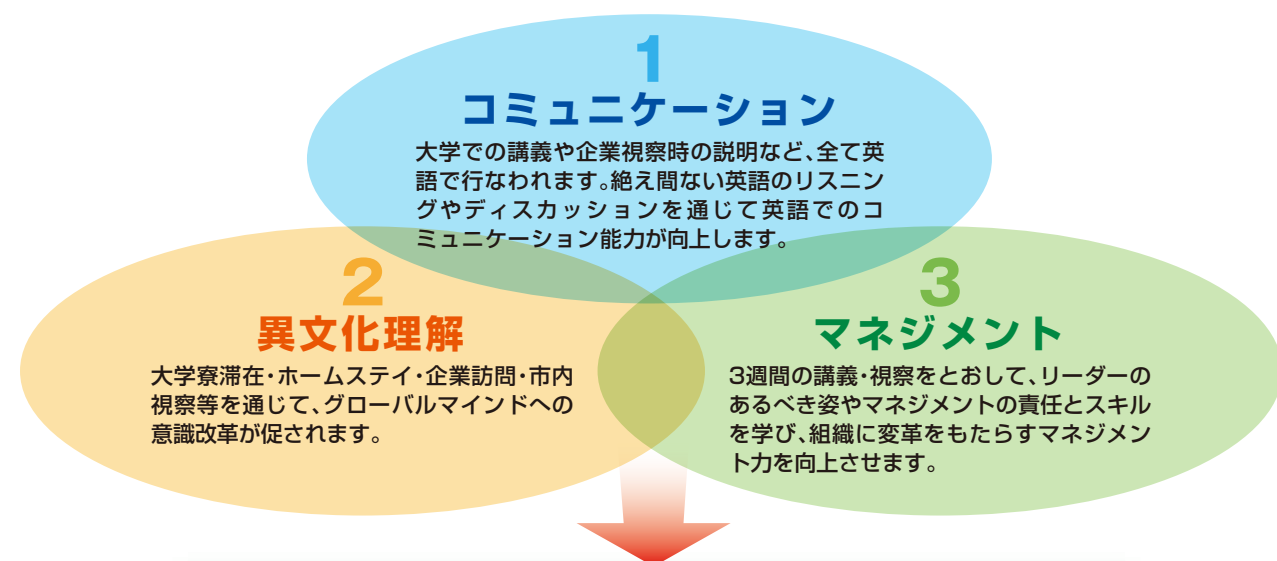 1
コミュニケーション
大学での講義や企業視察時の説明など、全て英
語で行なわれます。絶え間ない英語のリスニン
グやディスカッションを通じて英語でのコ
ミュニケーション能力が向上します。
2
異文化理解
大学寮滞在・ホームステイ・企業訪問・市内
視察等を通じて、グローバルマインドへの
意識改革が促されます。
3
マネジメント
3週間の講義・視察をとおして、リーダーの
あるべき姿やマネジメントの責任とスキル
を学び、組織に変革をもたらすマネジメン
ト力を向上させます。